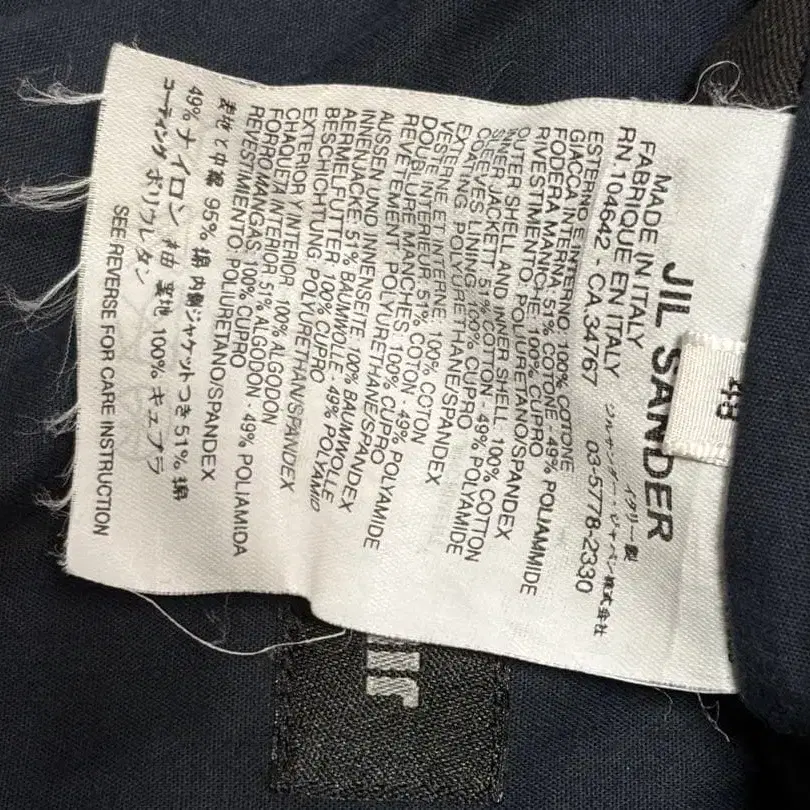 JIL SANDER
48
MADE IN ITALY
FABRIQUE EN ITALY
RN.104642 - CA.34767
イタリー製
ジルサンダー・ジャパン株式会社
03-5778-2330
ESTERNO E INTERNO 100% COTONE
GIACCA INTERNA 51% COTONE - 49% POLIAMMIDE
FODERA MANICHE, 100% CUPRO
RIVESTIMENTO, POLIURETANO/SPANDEX
OUTER SHELL AND INNER SHELL, 100% COTTON
INNER JACKET: 51% COTTON - 49% POLYAMIDE
SLEEVES LINING: 100% CUPRO
COATING POLYURETHANE/SPANDEX
VESTE
EXTERNE ET INTERNE, 100% COTON
DOUBLE INTERIEUR, 51% COTON - 49% POLYAMIDE
DOUBLURE MANCHES 100% CUPRO
REVETEMENT POLYURETHANE/SPANDEX
AUSSEN UND INNENSEITE: 100% BAUMWOLLE
INNENJACKE: 51% BAUMWOLLE - 49% POLYAMID
AERMELFUTTER: 100% CUPRO
BESCHICHTUNG POLYURETHAN/SPANDEX
EXTERIOR Y INTERIOR 100% ALGODON
CHAQUETA INTERIOR 51% ALGODON - 49% POLIAMIDA
FORRO MANGAS: 100% CUPRO
REVESTIMENTO: POLIURETANO/SPANDEX
表地と中綿 95% 綿 内側ジャケットつき 51% 綿
49% ナイロン 袖 裏地 100% キュプラ
コーティング ポリウレタン
SEE REVERSE FOR CARE INSTRUCTION
JIL